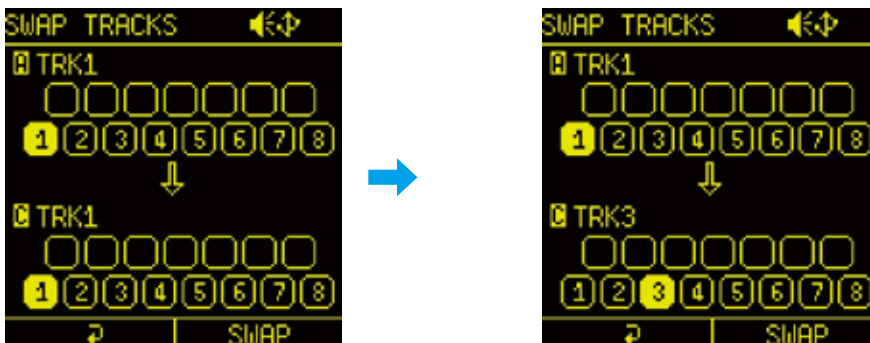 SWAP TRACKS
A TRK1
1 2 3 4 5 6 7 8
C TRK1
1 2 3 4 5 6 7 8
SWAP
SWAP TRACKS
A TRK1
1 2 3 4 5 6 7 8
C TRK3
1 2 3 4 5 6 7 8
SWAP